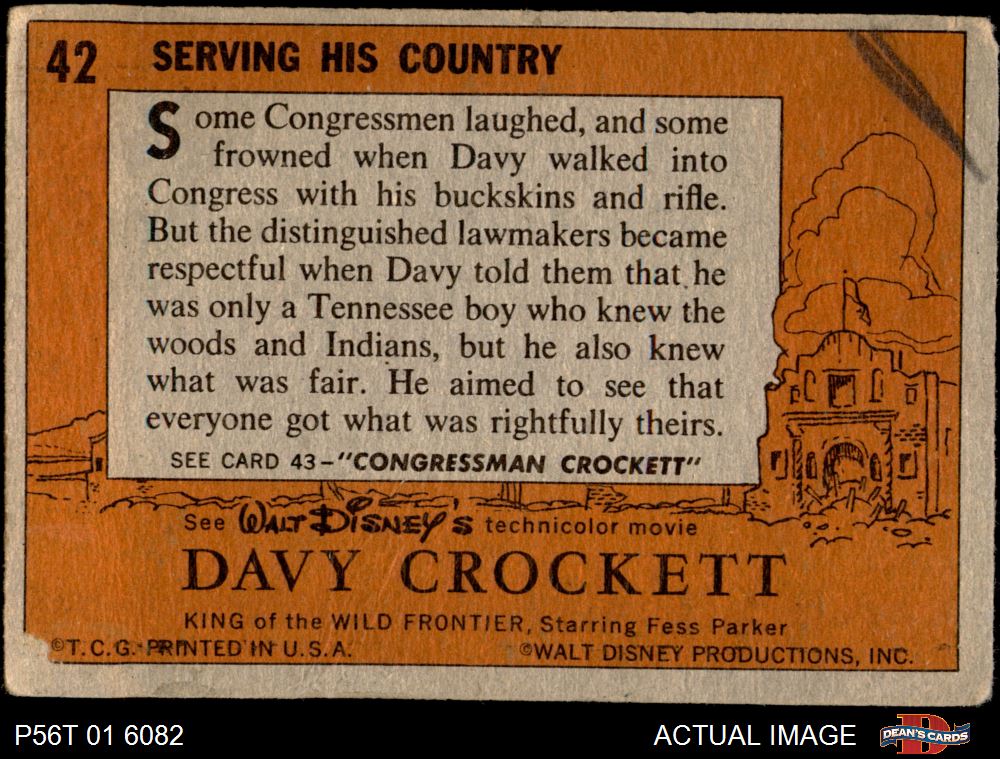 42 SERVING HIS COUNTRY
Some Congressmen laughed, and some
frowned when Davy walked into
Congress with his buckskins and rifle.
But the distinguished lawmakers became
respectful when Davy told them that he
was only a Tennessee boy who knew the
woods and Indians, but he also knew
what was fair. He aimed to see that
everyone got what was rightfully theirs.
SEE CARD 43-"CONGRESSMAN CROCKETT"
See WALT DISNEY'S technicolor movie
DAVY CROCKETT
KING of the WILD FRONTIER, Starring Fess Parker
©T.C.G. PRINTED IN U.S.A. ©WALT DISNEY PRODUCTIONS, INC.
P56T 01 6082 ACTUAL IMAGE D DEAN'S CARDS